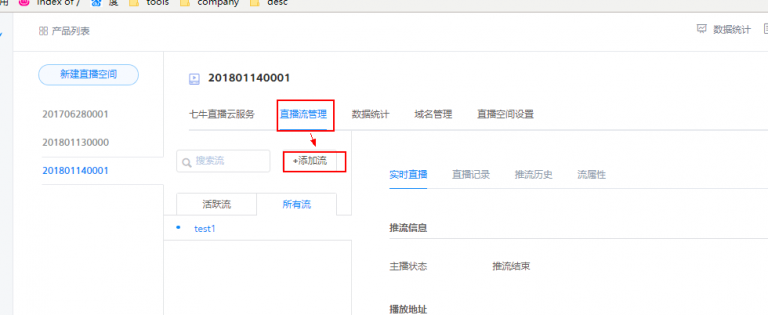 用 Index of / 度 tools company desc
产品列表
数据统计
新建直播空间
201801140001
201706280001
201801130000
201801140001
七牛直播云服务 直播流管理 数据统计 域名管理 直播空间设置
搜索流
+添加流
实时直播 直播记录 推流历史 流属性
活跃流 所有流
test1
推流信息
主播状态 推流结束
播放地址